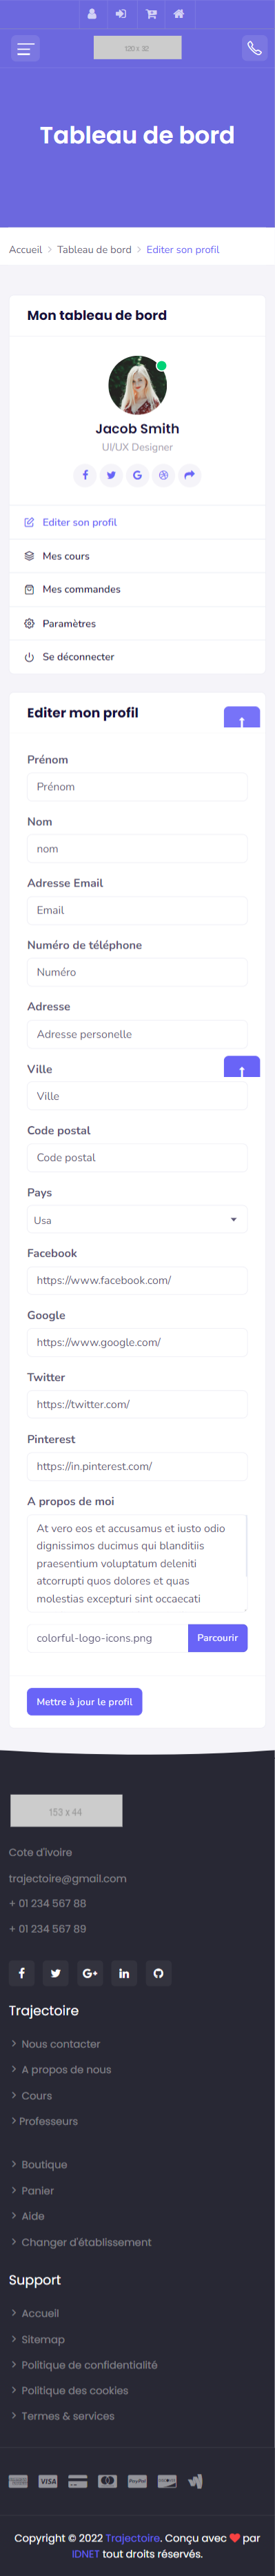 120 x 32
Tableau de bord
Accueil > Tableau de bord > Editer son profil
Mon tableau de bord
Jacob Smith
UI/UX Designer
Editer son profil
Mes cours
Mes commandes
Paramètres
Se déconnecter
Editer mon profil
Prénom
Prénom
Nom
nom
Adresse Email
Email
Numéro de téléphone
Numéro
Adresse
Adresse personelle
Ville
Ville
Code postal
Code postal
Pays
Usa
Facebook
https://www.facebook.com/
Google
https://www.google.com/
Twitter
https://twitter.com/
Pinterest
https://in.pinterest.com/
A propos de moi
At vero eos et accusamus et iusto odio
dignissimos ducimus qui blanditiis
praesentium voluptatum deleniti
atcorrupti quos dolores et quas
molestias excepturi sint occaecati
colorful-logo-icons.png Parcourir
Mettre à jour le profil
153 x 44
Cote d'ivoire
trajectoire@gmail.com
+ 01 234 567 88
+ 01 234 567 89
Trajectoire
> Nous contacter
> A propos de nous
> Cours
> Professeurs
> Boutique
> Panier
> Aide
> Changer d'établissement
Support
> Accueil
> Sitemap
> Politique de confidentialité
> Politique des cookies
> Termes & services
VISA
PayPal
Copyright © 2022 Trajectoire. Conçu avec ❤ par
IDNET tout droits réservés.